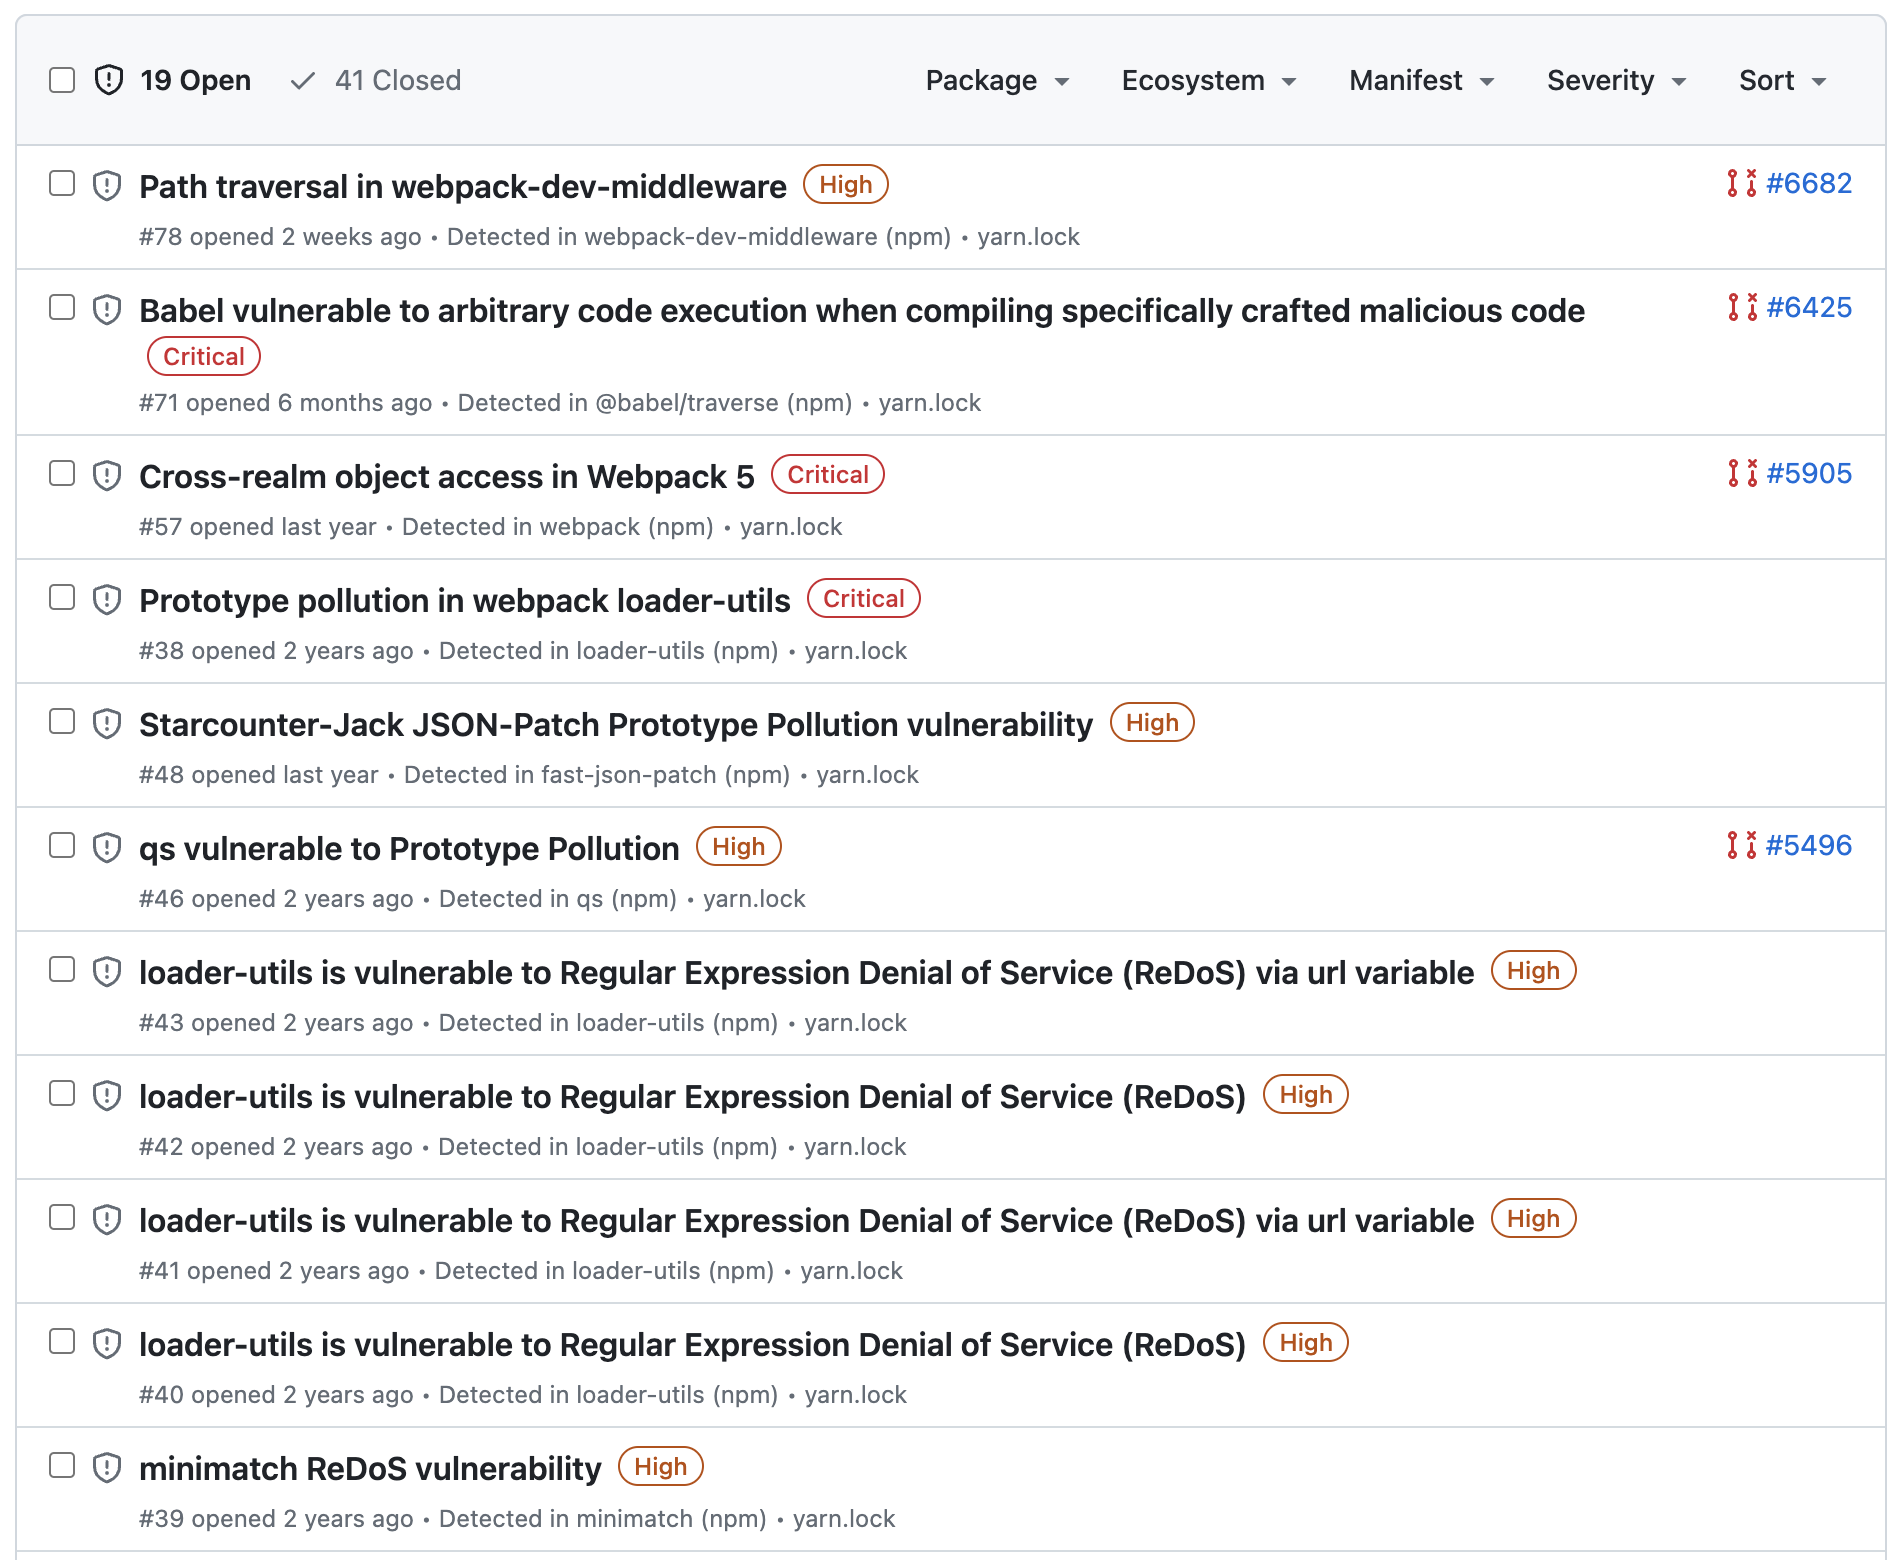 19 Open 41 Closed Package Ecosystem Manifest Severity Sort
Path traversal in webpack-dev-middleware High #6682
#78 opened 2 weeks ago • Detected in webpack-dev-middleware (npm) • yarn.lock
Babel vulnerable to arbitrary code execution when compiling specifically crafted malicious code #6425
Critical
#71 opened 6 months ago • Detected in @babel/traverse (npm) • yarn.lock
Cross-realm object access in Webpack 5 Critical #5905
#57 opened last year • Detected in webpack (npm) • yarn.lock
Prototype pollution in webpack loader-utils Critical
#38 opened 2 years ago • Detected in loader-utils (npm) • yarn.lock
Starcounter-Jack JSON-Patch Prototype Pollution vulnerability High
#48 opened last year • Detected in fast-json-patch (npm) • yarn.lock
qs vulnerable to Prototype Pollution High #5496
#46 opened 2 years ago • Detected in qs (npm) • yarn.lock
loader-utils is vulnerable to Regular Expression Denial of Service (ReDoS) via url variable High
#43 opened 2 years ago • Detected in loader-utils (npm) • yarn.lock
loader-utils is vulnerable to Regular Expression Denial of Service (ReDoS) High
#42 opened 2 years ago • Detected in loader-utils (npm) • yarn.lock
loader-utils is vulnerable to Regular Expression Denial of Service (ReDoS) via url variable High
#41 opened 2 years ago • Detected in loader-utils (npm) • yarn.lock
loader-utils is vulnerable to Regular Expression Denial of Service (ReDoS) High
#40 opened 2 years ago • Detected in loader-utils (npm) • yarn.lock
minimatch ReDoS vulnerability High
#39 opened 2 years ago • Detected in minimatch (npm) • yarn.lock